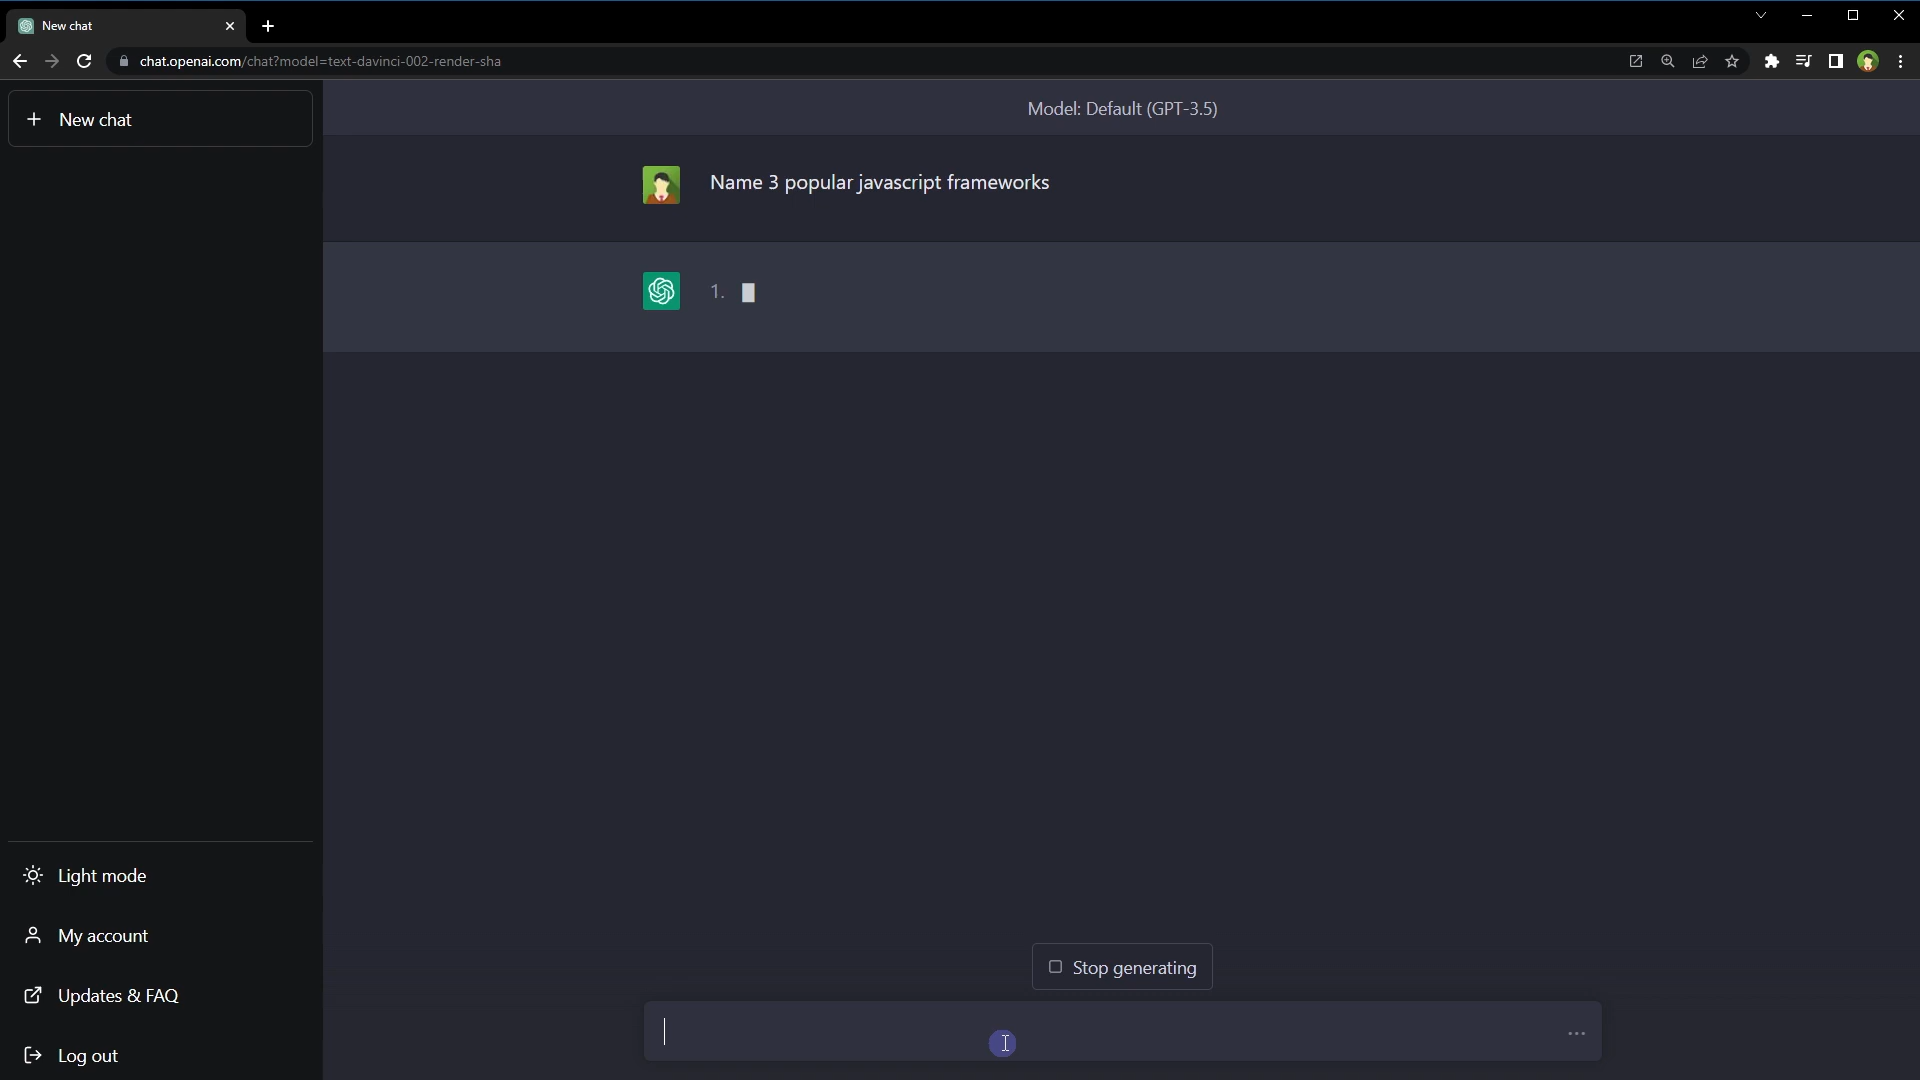 New chat
chat.openai.com/chat?model=text-davinci-002-render-sha
New chat
Model: Default (GPT-3.5)
Name 3 popular javascript frameworks
1.
Light mode
My account
Updates & FAQ
Log out
Stop generating